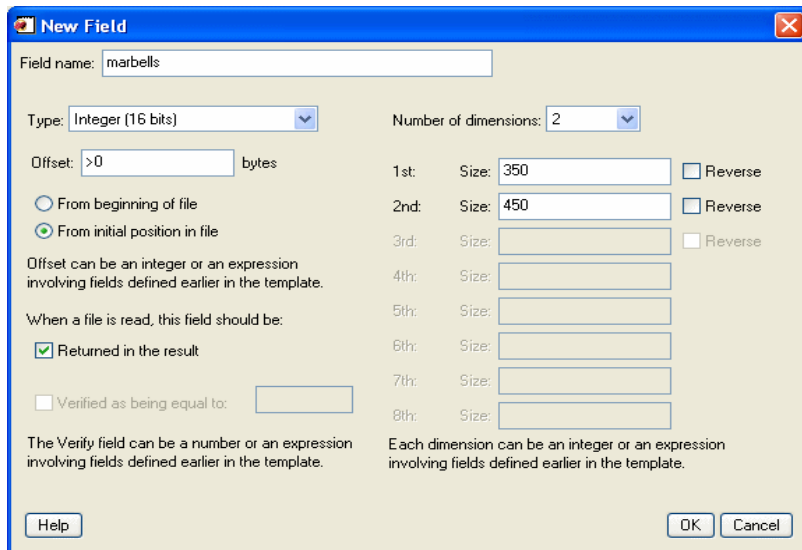 New Field
Field name: marbells
Type: Integer (16 bits)
Number of dimensions: 2
Offset: >0 bytes
From beginning of file
From initial position in file
Offset can be an integer or an expression
involving fields defined earlier in the template.
When a file is read, this field should be:
Returned in the result
Verified as being equal to:
The Verify field can be a number or an expression
involving fields defined earlier in the template.
1st: Size: 350 Reverse
2nd: Size: 450 Reverse
3rd: Size: Reverse
4th: Size:
5th: Size:
6th: Size:
7th: Size:
8th: Size:
Each dimension can be an integer or an expression
involving fields defined earlier in the template.
Help
OK
Cancel